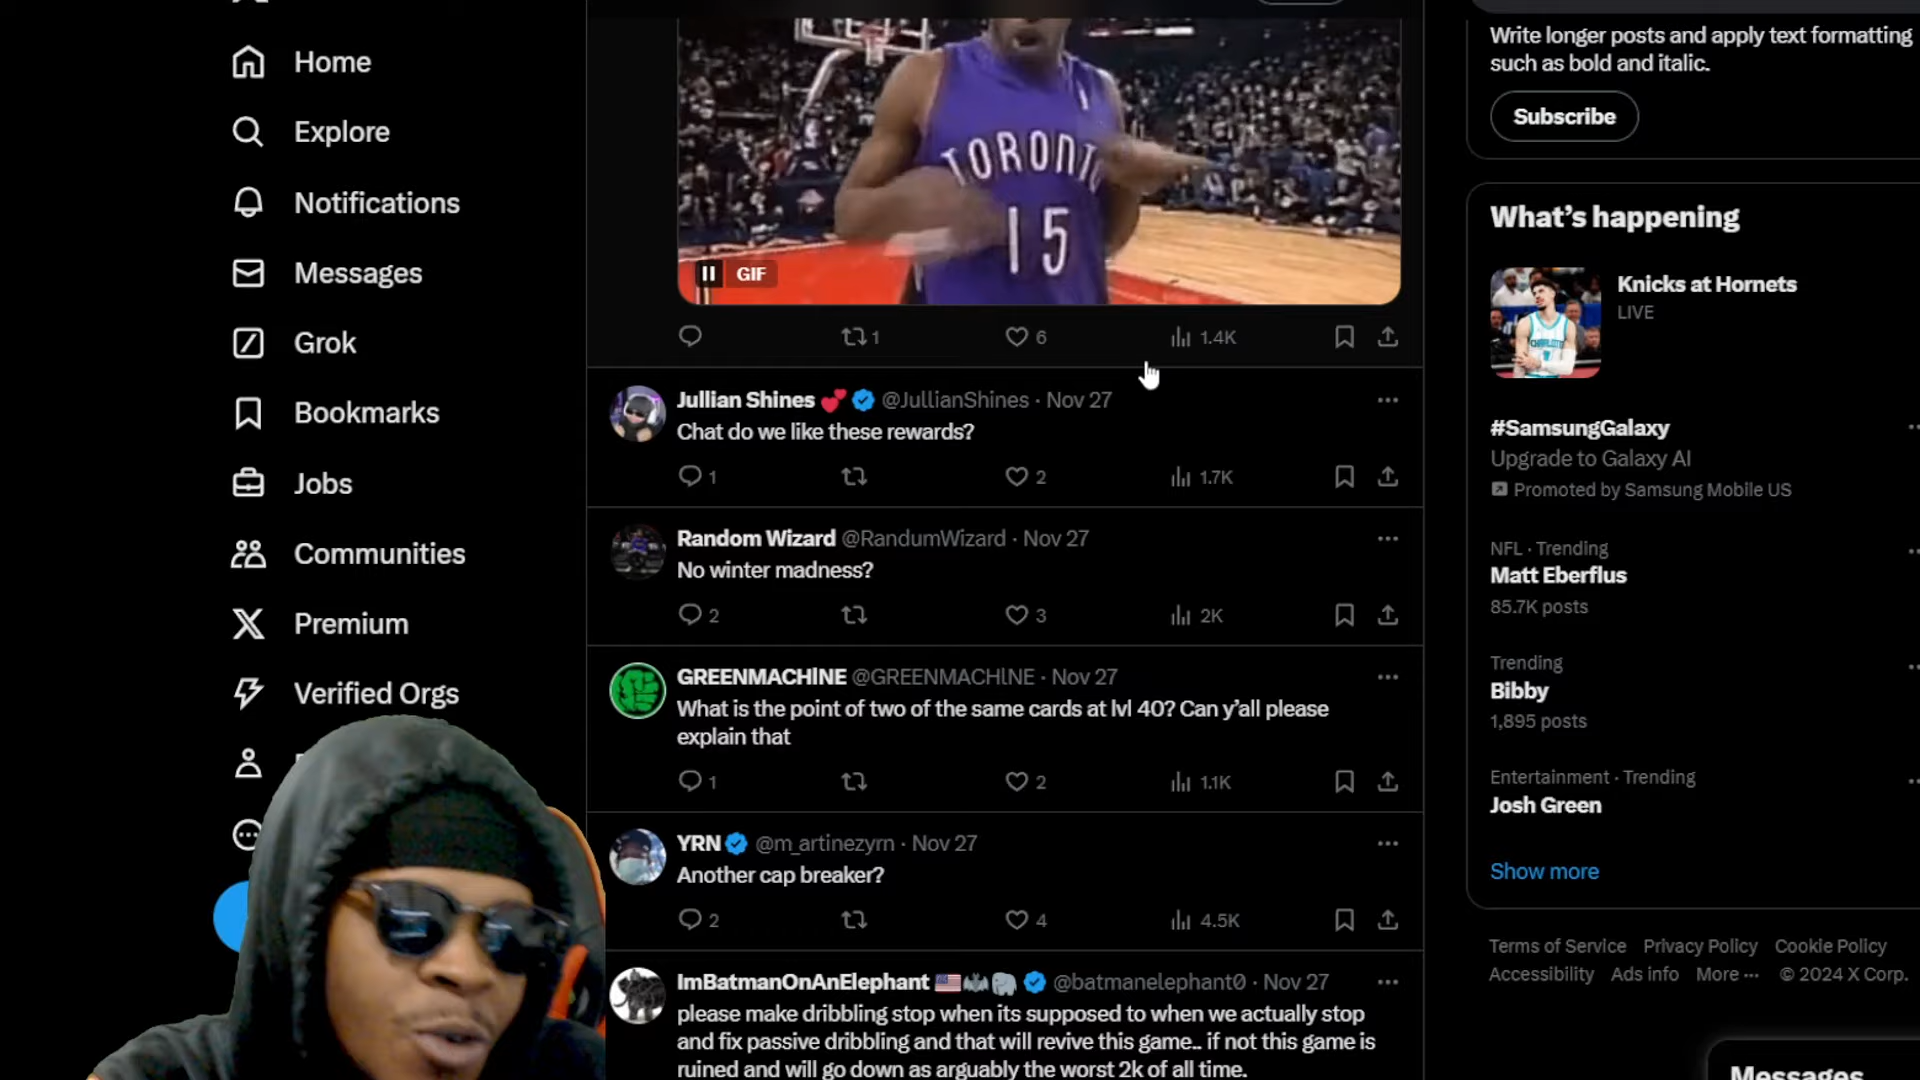 Home
Explore
Notifications
Messages
Grok
Bookmarks
Jobs
Communities
Premium
Verified Orgs
TORONTO
15
GIF
1
6
1.4K
Jullian Shines 💕 @JullianShines · Nov 27
Chat do we like these rewards?
1
2
1.7K
Random Wizard @RandumWizard · Nov 27
No winter madness?
2
3
2K
GREENMACHlNE @GREENMACHlNE · Nov 27
What is the point of two of the same cards at lvl 40? Can y’all please
explain that
1
2
1.1K
YRN @m_artinezyrn · Nov 27
Another cap breaker?
2
4
4.5K
ImBatmanOnAnElephant 🇺🇸🦇🐘 @batmanelephant0 · Nov 27
please make dribbling stop when its supposed to when we actually stop
and fix passive dribbling and that will revive this game.. if not this game is
ruined and will go down as arguably the worst 2k of all time.
Write longer posts and apply text formatting
such as bold and italic.
Subscribe
What’s happening
Knicks at Hornets
LIVE
#SamsungGalaxy
Upgrade to Galaxy AI
Promoted by Samsung Mobile US
NFL · Trending
Matt Eberflus
85.7K posts
Trending
Bibby
1,895 posts
Entertainment · Trending
Josh Green
Show more
Terms of Service Privacy Policy Cookie Policy
Accessibility Ads info More ··· © 2024 X Corp.
Messages